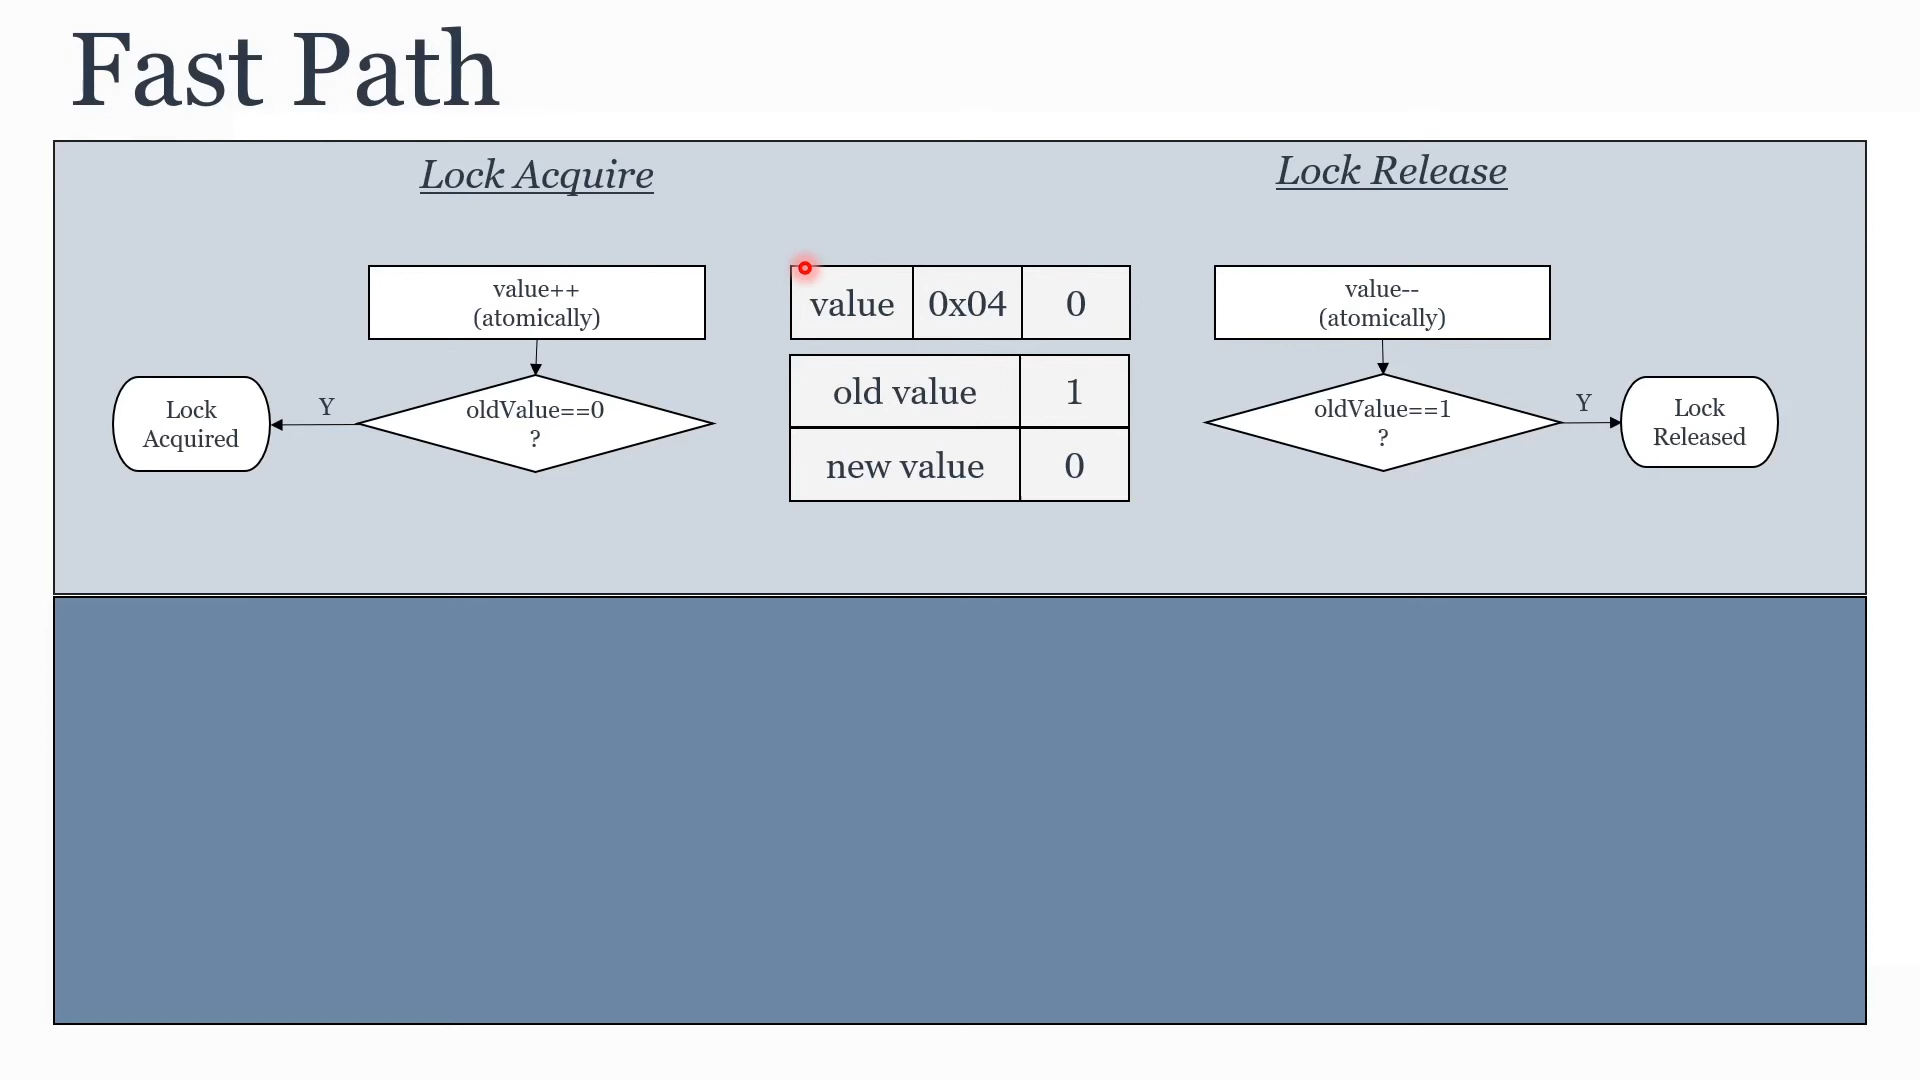 Fast Path
Lock Acquire
value++
(atomically)
oldValue==0
?
Y
Lock
Acquired
value 0x04 0
old value 1
new value 0
Lock Release
value--
(atomically)
oldValue==1
?
Y
Lock
Released